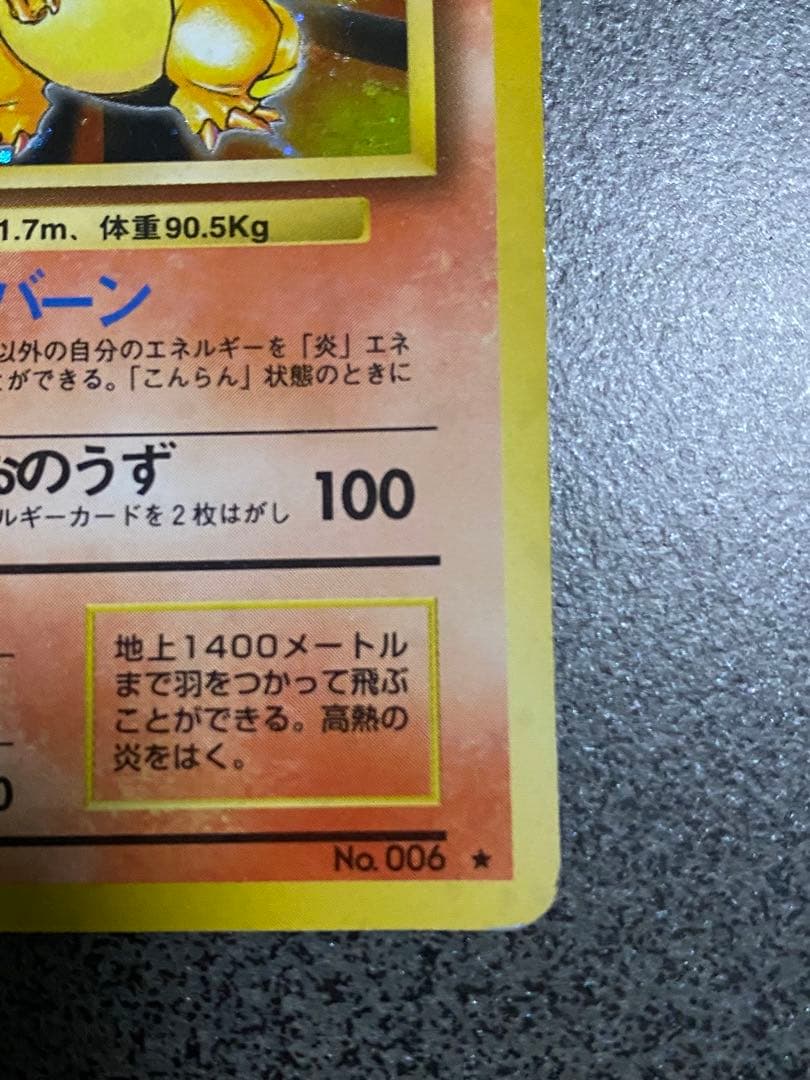 1.7m、体重90.5Kg
バーン
以外の自分のエネルギーを「炎」エネ
とができる。「こんらん」状態のときに
おのうず
100
ルギーカードを2枚はがし
地上1400メートル
まで羽をつかって飛ぶ
ことができる。高熱の
炎をはく。
0
No. 006 ★